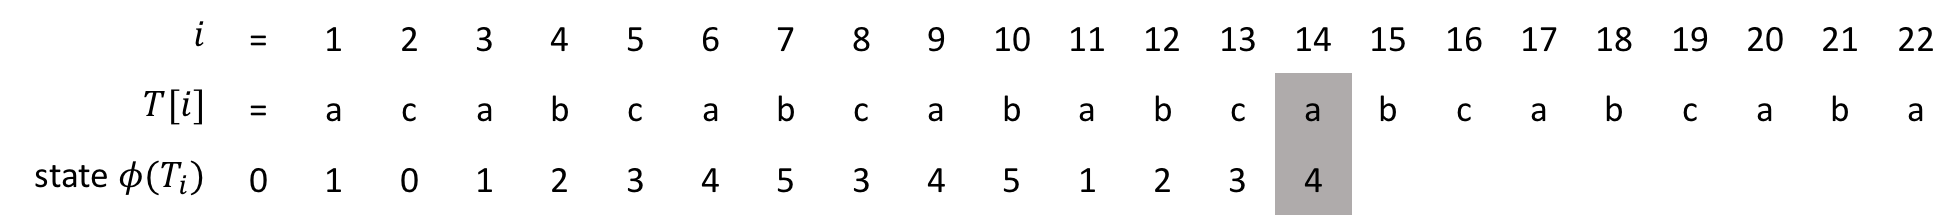 i = 1 2 3 4 5 6 7 8 9 10 11 12 13 14 15 16 17 18 19 20 21 22
T[i] = a c a b c a b c a b a b c a b c a b c a b a
state ϕ(Tᵢ) 0 1 0 1 2 3 4 5 3 4 5 1 2 3 4